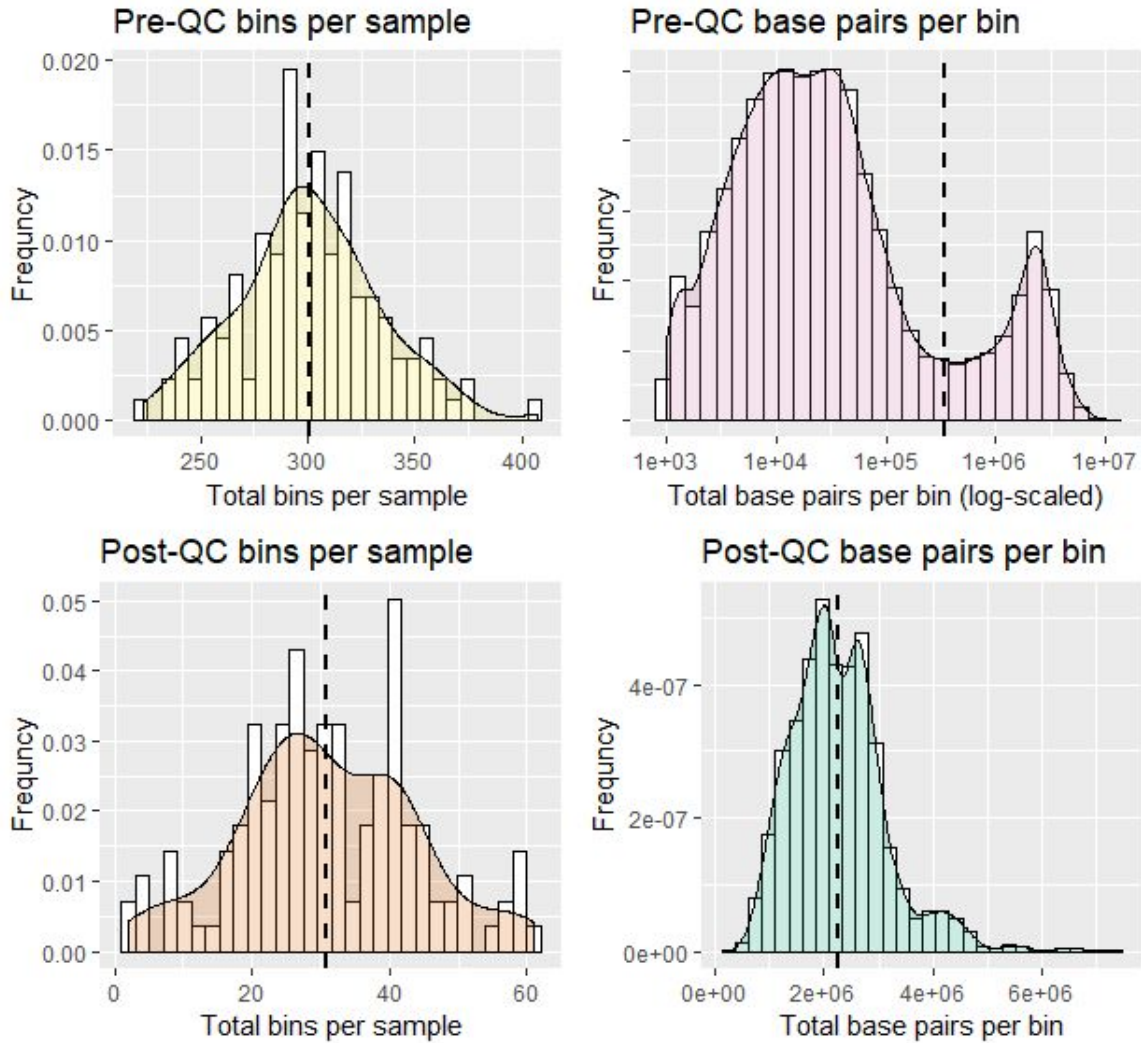 Pre-QC bins per sample
Frequncy
0.020
0.015
0.010
0.005
0.000
250 300 350 400
Total bins per sample
Pre-QC base pairs per bin
Frequncy
1e+03 1e+04 1e+05 1e+06 1e+07
Total base pairs per bin (log-scaled)
Post-QC bins per sample
Frequncy
0.05
0.04
0.03
0.02
0.01
0.00
0 20 40 60
Total bins per sample
Post-QC base pairs per bin
Frequncy
4e-07
2e-07
0e+00
0e+00 2e+06 4e+06 6e+06
Total base pairs per bin